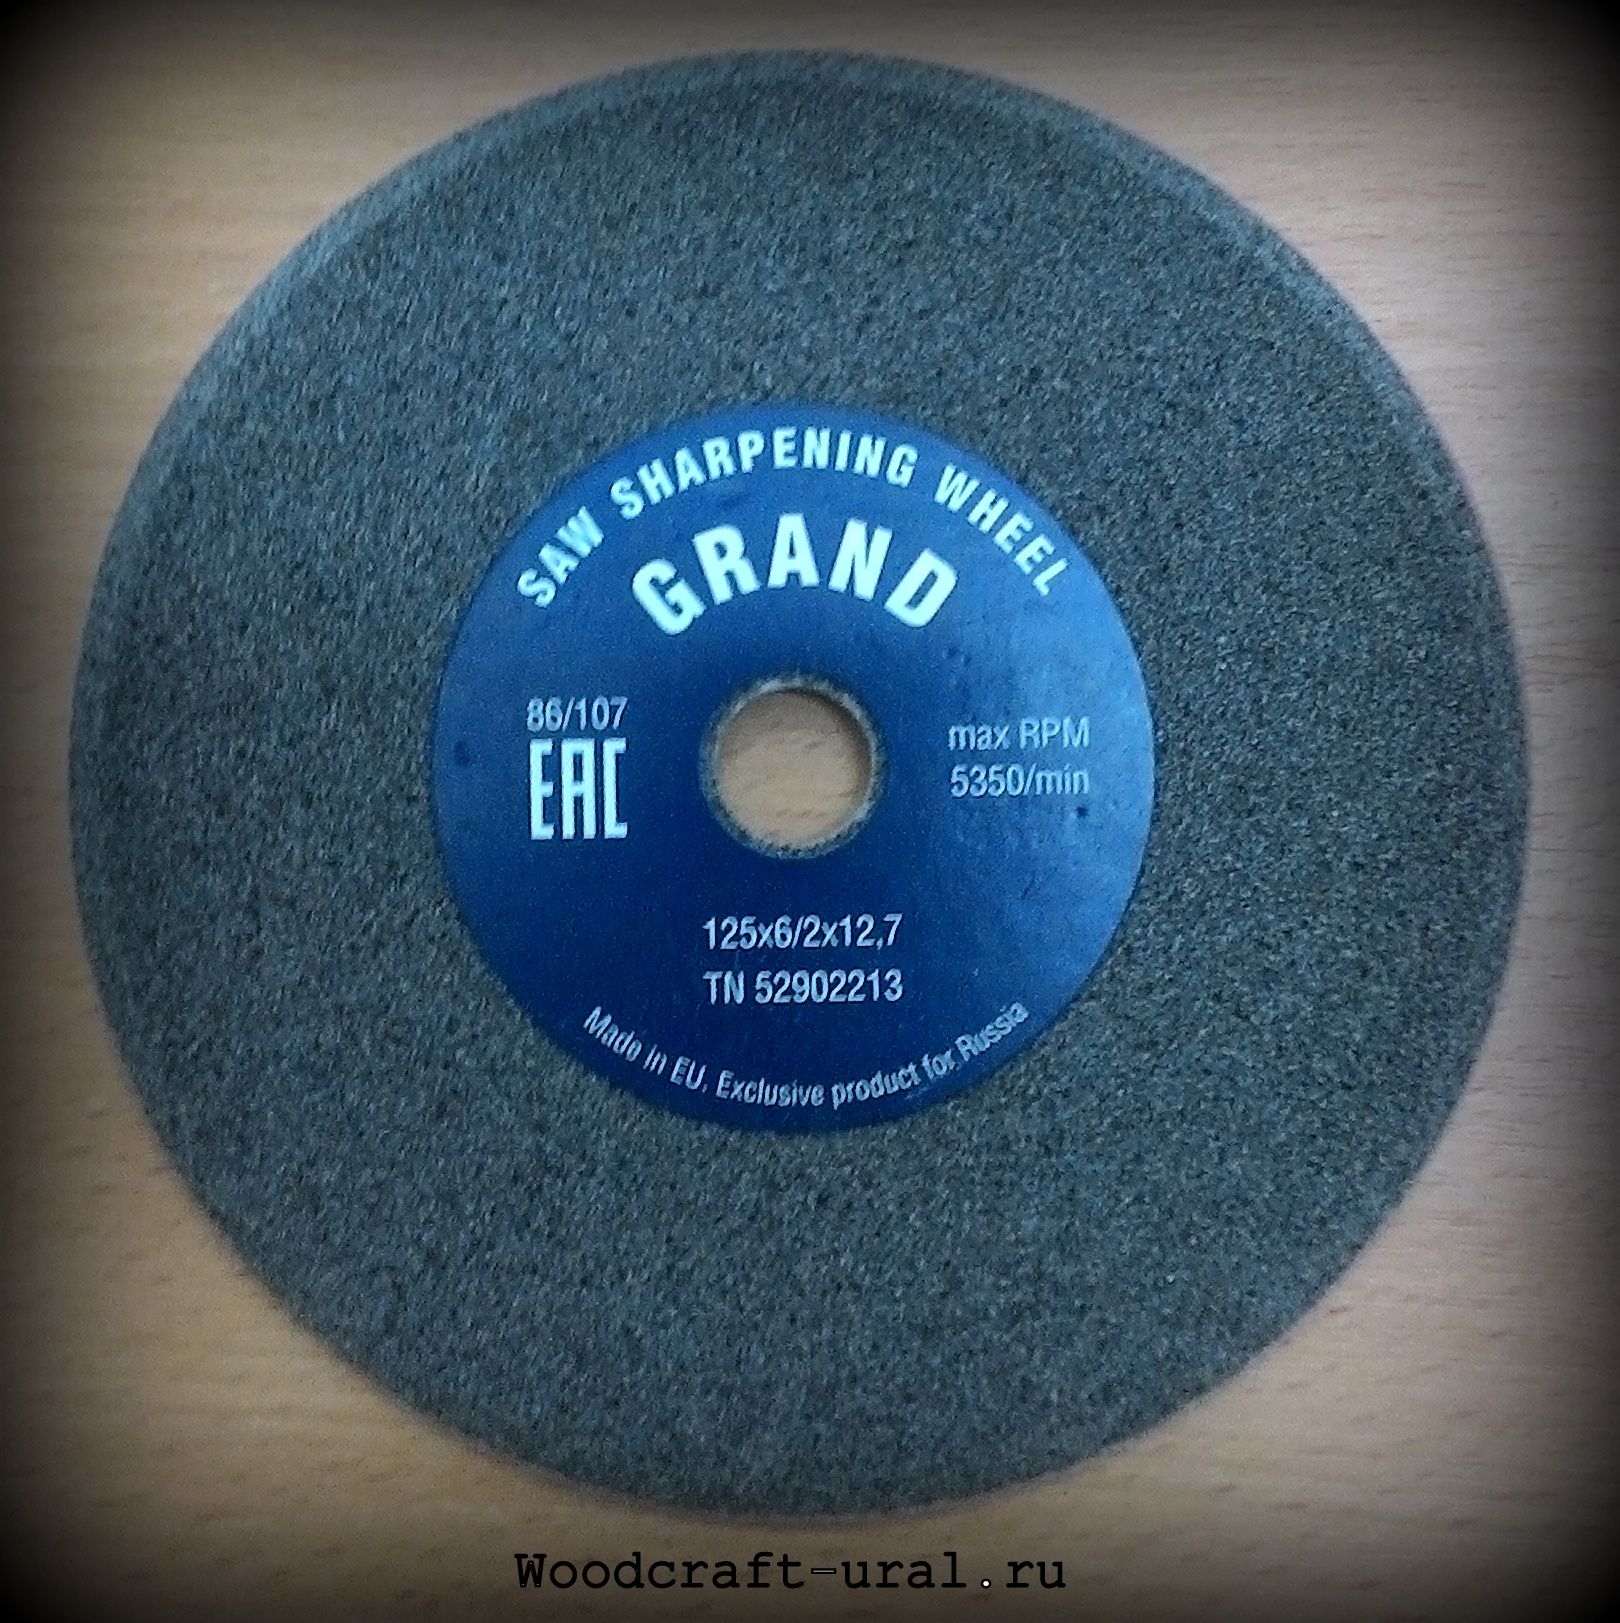 SAW SHARPENING WHEEL
GRAND
86/107
EAC
max RPM
5350/min
125x6/2x12,7
TN 52902213
Made in EU. Exclusive product for Russia
Woodcraft-ural.ru